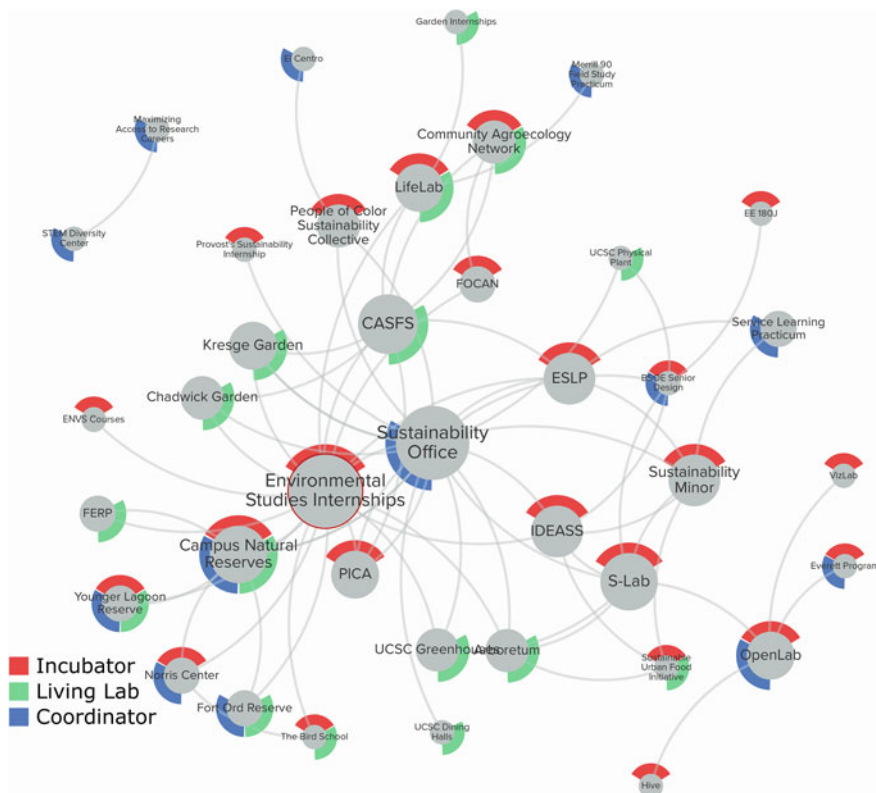 Garden Internships
El Centro
Merrill 90
Field Study
Practicum
Maximizing
Access to Research
Careers
Community Agroecology
Network
LifeLab
People of Color
Sustainability
Collective
EE 180J
STEM Diversity
Center
Provost's Sustainability
Internship
UCSC Physical
Plant
FOCAN
CASFS
Service Learning
Practicum
Kresge Garden
ESLP
BSOE Senior
Design
Chadwick Garden
ENVS Courses
Sustainability
Office
Environmental
Studies Internships
Sustainability
Minor
VizLab
FERP
IDEASS
Campus Natural
Reserves
PICA
S-Lab
Everett Program
Younger Lagoon
Reserve
UCSC Greenhouses
Arboretum
OpenLab
Sustainable
Urban Food
Initiative
Norris Center
Fort Ord Reserve
The Bird School
UCSC Dining
Halls
Hive
Incubator
Living Lab
Coordinator